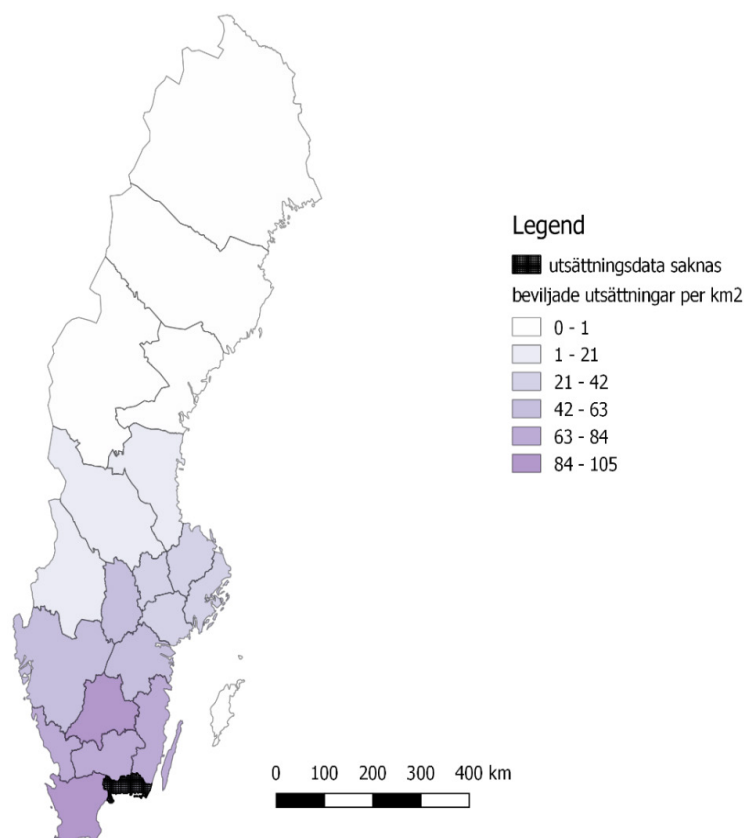 Legend
utsättningsdata saknas
beviljade utsättningar per km2
0 - 1
1 - 21
21 - 42
42 - 63
63 - 84
84 - 105
0 100 200 300 400 km